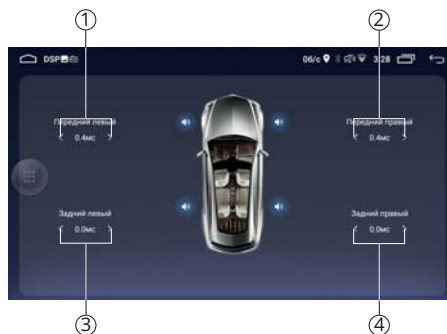 ① ②
DSP 06/c 3:28
Передний левый Передний правый
0.4мс 0.4мс
Задний левый Задний правый
0.0мс 0.0мс
③ ④